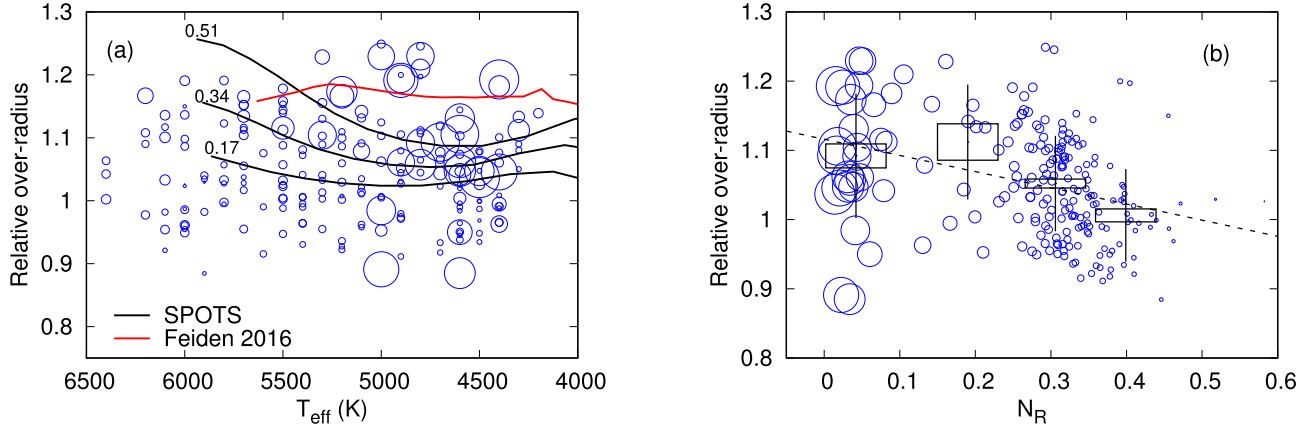 1.3
1.2
1.1
1
0.9
0.8
Relative over-radius
(a)
0.51
0.34
0.17
SPOTS
Feiden 2016
6500 6000 5500 5000 4500 4000
T_eff (K)
1.3
1.2
1.1
1
0.9
0.8
Relative over-radius
(b)
0 0.1 0.2 0.3 0.4 0.5 0.6
N_R